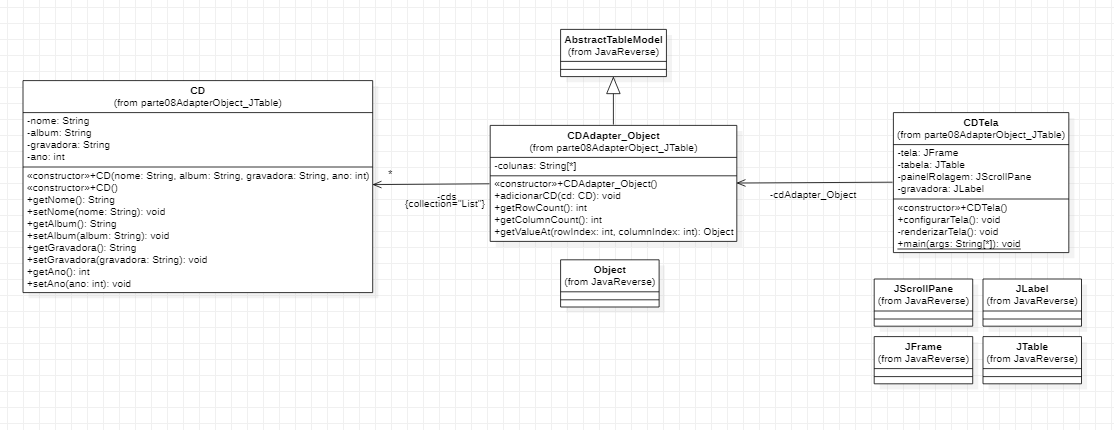 AbstractTableModel
(from JavaReverse)
CD
(from parte08AdapterObject_JTable)
-nome: String
-album: String
-gravadora: String
-ano: int
«constructor»+CD(nome: String, album: String, gravadora: String, ano: int)
«constructor»+CD()
+getNome(): String
+setNome(nome: String): void
+getAlbum(): String
+setAlbum(album: String): void
+getGravadora(): String
+setGravadora(gravadora: String): void
+getAno(): int
+setAno(ano: int): void
*
-cds
{collection="List"}
CDAdapter_Object
(from parte08AdapterObject_JTable)
-colunas: String[*]
«constructor»+CDAdapter_Object()
+adicionarCD(cd: CD): void
+getRowCount(): int
+getColumnCount(): int
+getValueAt(rowIndex: int, columnIndex: int): Object
-cdAdapter_Object
CDTela
(from parte08AdapterObject_JTable)
-tela: JFrame
-tabela: JTable
-painelRolagem: JScrollPane
-gravadora: JLabel
«constructor»+CDTela()
+configurarTela(): void
-renderizarTela(): void
+main(args: String[*]): void
Object
(from JavaReverse)
JScrollPane
(from JavaReverse)
JLabel
(from JavaReverse)
JFrame
(from JavaReverse)
JTable
(from JavaReverse)